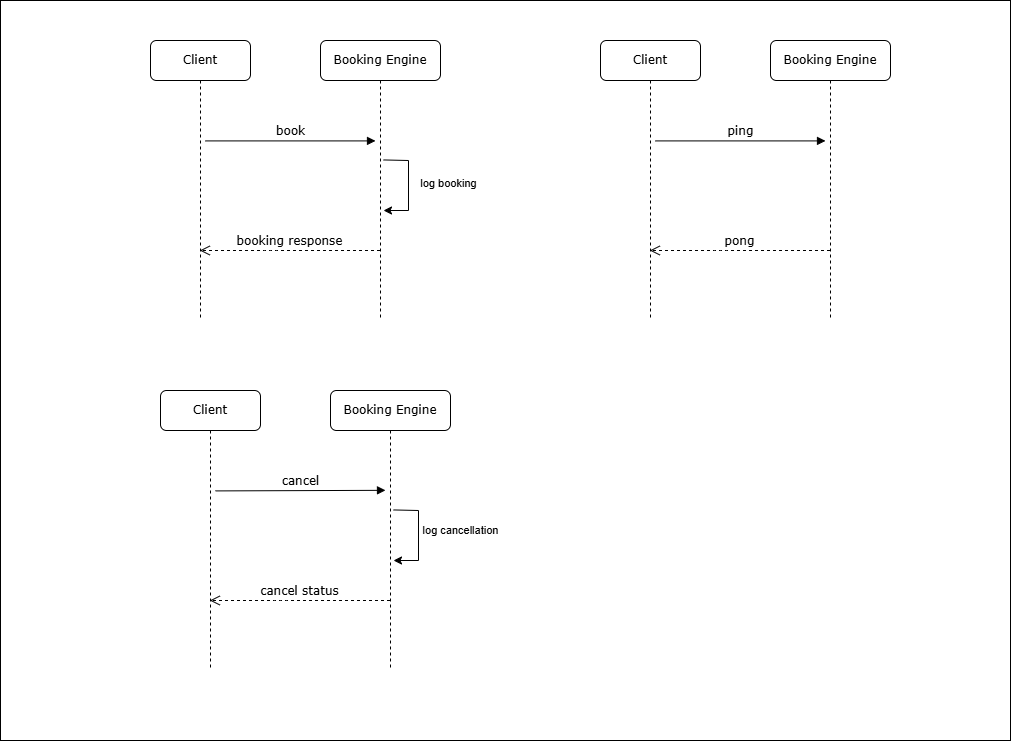 Client
Booking Engine
book
log booking
booking response
Client
Booking Engine
ping
pong
Client
Booking Engine
cancel
log cancellation
cancel status